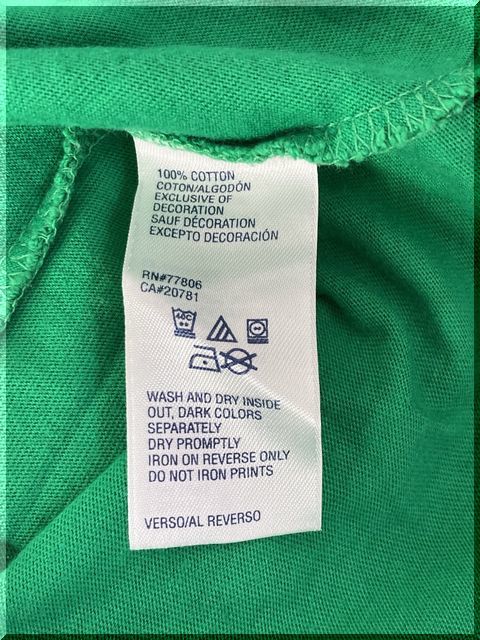 100% COTTON
COTON/ALGODÓN
EXCLUSIVE OF
DECORATION
SAUF DÉCORATION
EXCEPTO DECORACIÓN
RN#77806
CA#20781
40C
WASH AND DRY INSIDE
OUT, DARK COLORS
SEPARATELY
DRY PROMPTLY
IRON ON REVERSE ONLY
DO NOT IRON PRINTS
VERSO/AL REVERSO